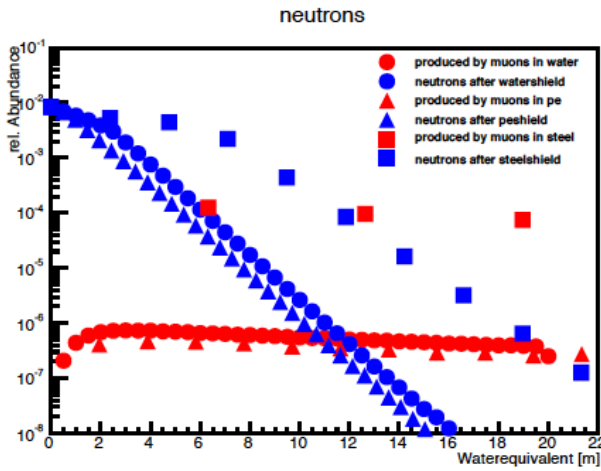 neutrons
rel. Abundance
10-1
10-2
10-3
10-4
10-5
10-6
10-7
10-8
produced by muons in water
neutrons after watershield
produced by muons in pe
neutrons after peshield
produced by muons in steel
neutrons after steelshield
0 2 4 6 8 10 12 14 16 18 20 22
Waterequivalent [m]